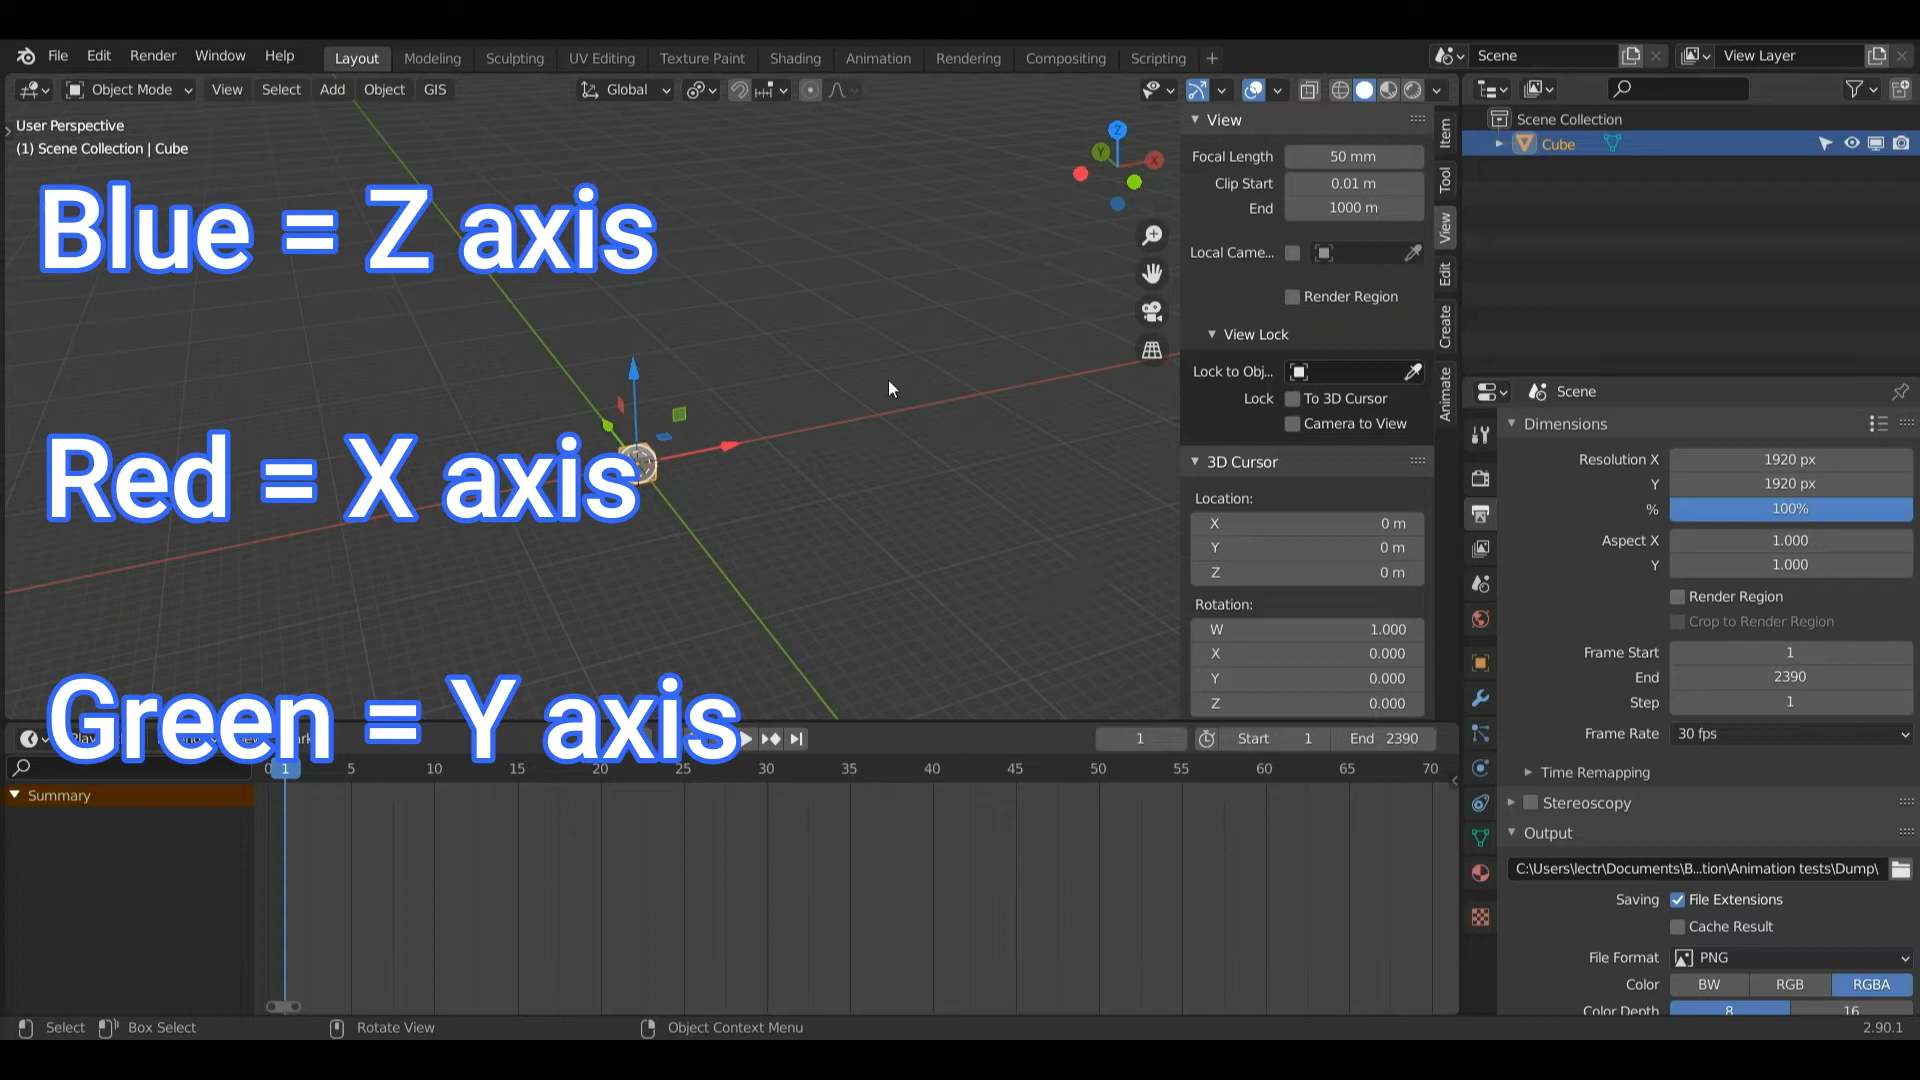 File Edit Render Window Help Layout Modeling Sculpting UV Editing Texture Paint Shading Animation Rendering Compositing Scripting + Scene View Layer
Object Mode View Select Add Object GIS Global
User Perspective
(1) Scene Collection | Cube
Blue = Z axis
Red = X axis
Green = Y axis
Z
Y
X
View
Focal Length 50 mm
Clip Start 0.01 m
End 1000 m
Local Came...
Render Region
View Lock
Lock to Obj...
Lock To 3D Cursor
Camera to View
3D Cursor
Location:
X 0 m
Y 0 m
Z 0 m
Rotation:
W 1.000
X 0.000
Y 0.000
Z 0.000
Item
Tool
View
Edit
Create
Animate
Scene Collection
Cube
Scene
Dimensions
Resolution X 1920 px
Y 1920 px
% 100%
Aspect X 1.000
Y 1.000
Render Region
Crop to Render Region
Frame Start 1
End 2390
Step 1
Frame Rate 30 fps
Time Remapping
Stereoscopy
Output
C:\Users\lectr\Documents\B...tion\Animation tests\Dump\
Saving File Extensions
Cache Result
File Format PNG
Color BW RGB RGBA
Color Depth 8 16
1 Start 1 End 2390
0 1 5 10 15 20 25 30 35 40 45 50 55 60 65 70
Summary
Select Box Select Rotate View Object Context Menu 2.90.1